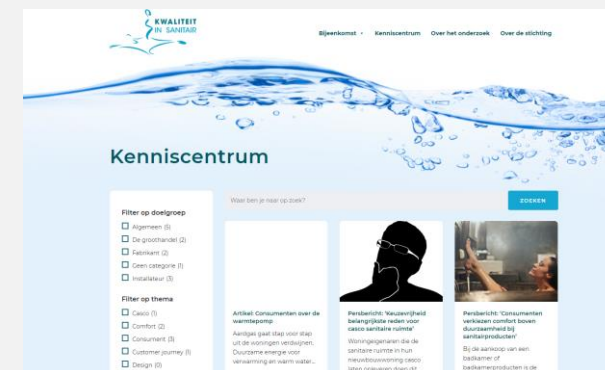 KWALITEIT
IN SANITAIR
Bijeenkomst Kenniscentrum Over het onderzoek Over de stichting
Kenniscentrum
Waar ben je naar op zoek?
ZOEKEN
Filter op doelgroep
Algemeen (5)
De groothandel (2)
Fabrikant (2)
Geen categorie (1)
Installateur (3)
Filter op thema
Casco (1)
Comfort (2)
Consument (3)
Customer journey (1)
Design (0)
Artikel: Consumenten over de
warmtepomp
Aardgas gaat stap voor stap
uit de woningen verdwijnen.
Duurzame energie voor
verwarming en warm water...
Persbericht: 'Keuzevrijheid
belangrijkste reden voor
casco sanitaire ruimte'
Woningeigenaren die de
sanitaire ruimte in hun
nieuwbouwwoning casco
laten opleveren doen dit
Persbericht: 'Consumenten
verkiezen comfort boven
duurzaamheid bij
sanitairproducten'
Bij de aankoop van een
badkamer of
badkamerproducten is de